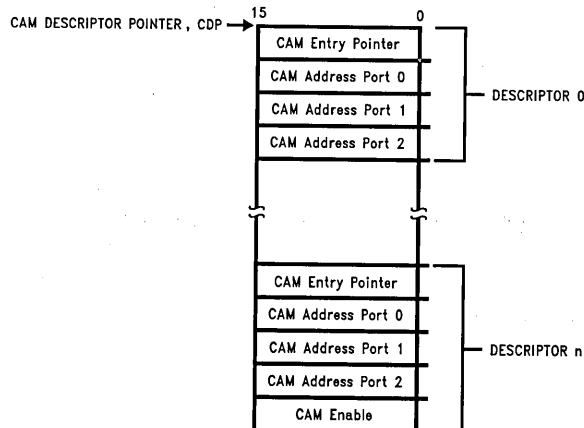 15 0
CAM DESCRIPTOR POINTER, CDP
CAM Entry Pointer
CAM Address Port 0
CAM Address Port 1
CAM Address Port 2
DESCRIPTOR 0
CAM Entry Pointer
CAM Address Port 0
CAM Address Port 1
CAM Address Port 2
CAM Enable
DESCRIPTOR n